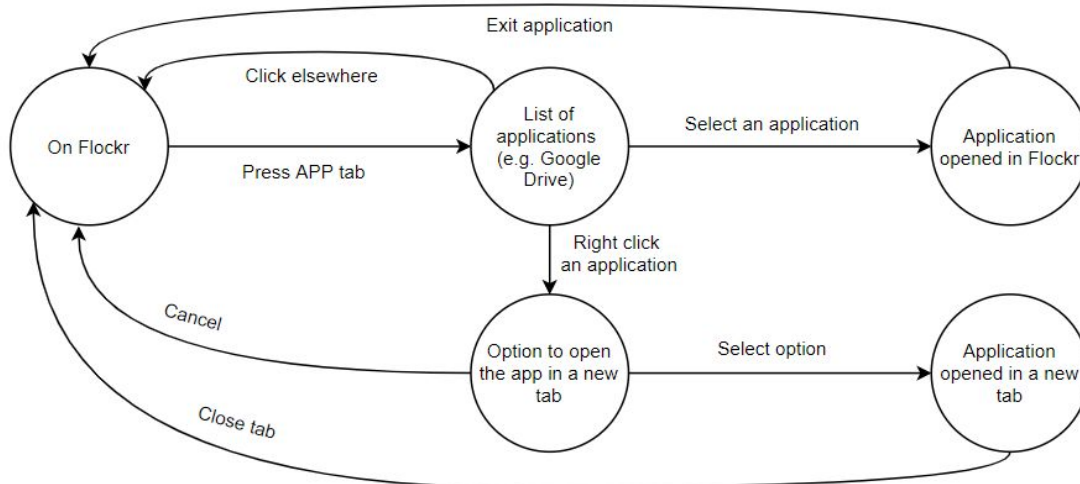 Exit application
Click elsewhere
On Flockr
Press APP tab
List of
applications
(e.g. Google
Drive)
Select an application
Application
opened in Flockr
Right click
an application
Cancel
Option to open
the app in a new
tab
Select option
Application
opened in a new
tab
Close tab